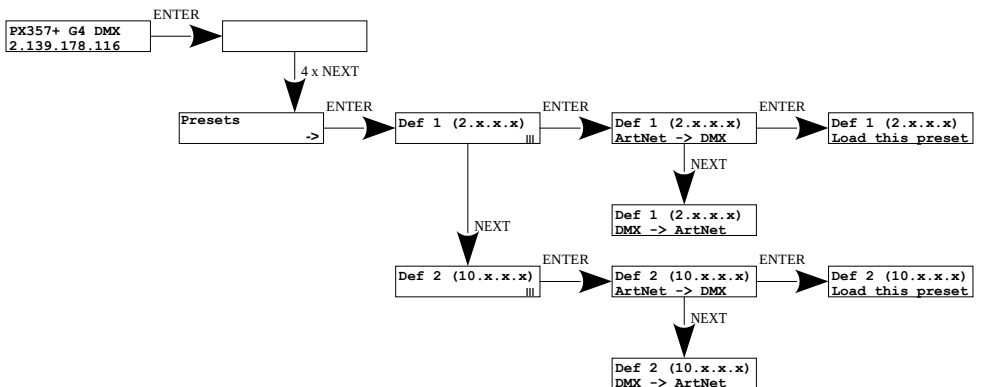 ENTER
PX357+ G4 DMX
2.139.178.116
4 x NEXT
Presets
->
ENTER
Def 1 (2.x.x.x)
|||
ENTER
Def 1 (2.x.x.x)
ArtNet -> DMX
ENTER
Def 1 (2.x.x.x)
Load this preset
NEXT
Def 1 (2.x.x.x)
DMX -> ArtNet
NEXT
Def 2 (10.x.x.x)
|||
ENTER
Def 2 (10.x.x.x)
ArtNet -> DMX
ENTER
Def 2 (10.x.x.x)
Load this preset
NEXT
Def 2 (10.x.x.x)
DMX -> ArtNet